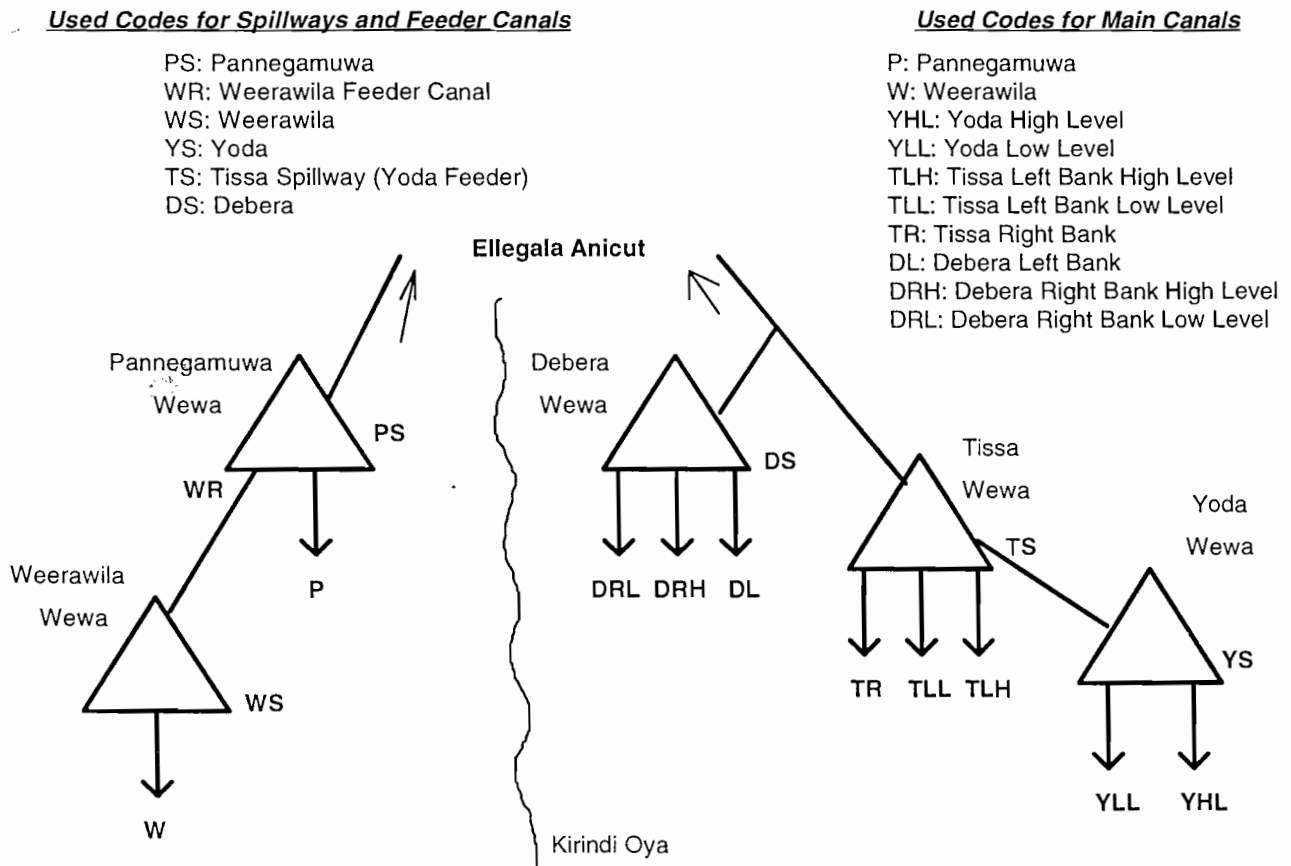 Used Codes for Spillways and Feeder Canals
PS: Pannegamuwa
WR: Weerawila Feeder Canal
WS: Weerawila
YS: Yoda
TS: Tissa Spillway (Yoda Feeder)
DS: Debera
Used Codes for Main Canals
P: Pannegamuwa
W: Weerawila
YHL: Yoda High Level
YLL: Yoda Low Level
TLH: Tissa Left Bank High Level
TLL: Tissa Left Bank Low Level
TR: Tissa Right Bank
DL: Debera Left Bank
DRH: Debera Right Bank High Level
DRL: Debera Right Bank Low Level
Ellegala Anicut
Pannegamuwa
Wewa
PS
WR
P
Weerawila
Wewa
WS
W
Kirindi Oya
Debera
Wewa
DS
DRL DRH DL
Tissa
Wewa
TS
TR TLL TLH
Yoda
Wewa
YS
YLL YHL